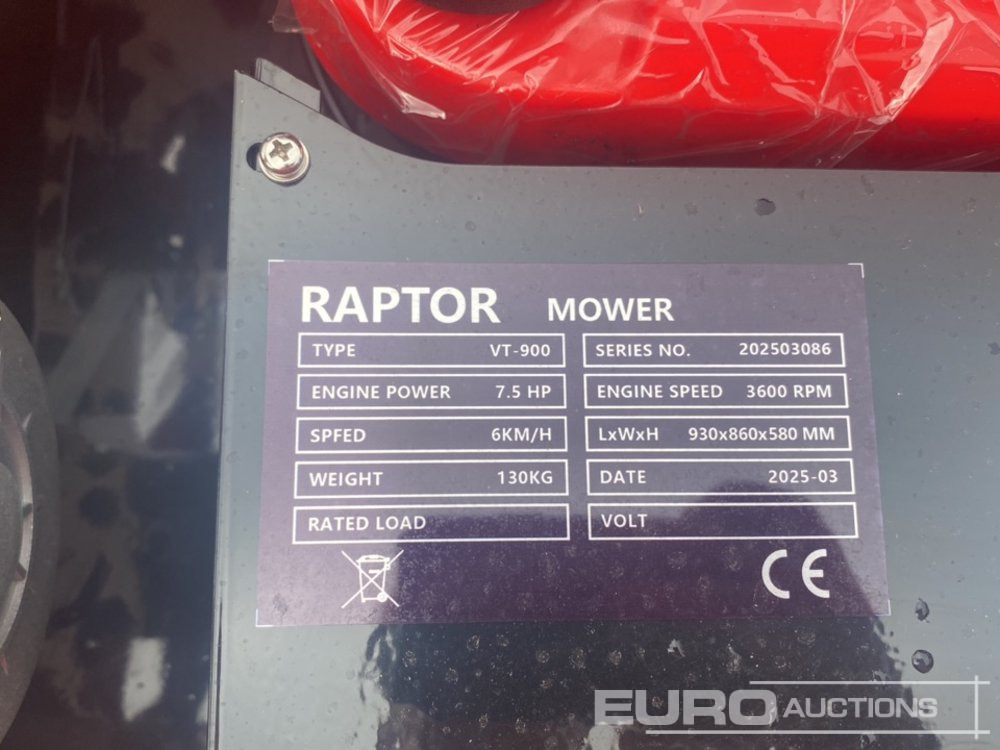 RAPTOR MOWER
TYPE VT-900 SERIES NO. 202503086
ENGINE POWER 7.5 HP ENGINE SPEED 3600 RPM
SPFED 6KM/H LxWxH 930x860x580 MM
WEIGHT 130KG DATE 2025-03
RATED LOAD VOLT
CE
EURO AUCTIONS